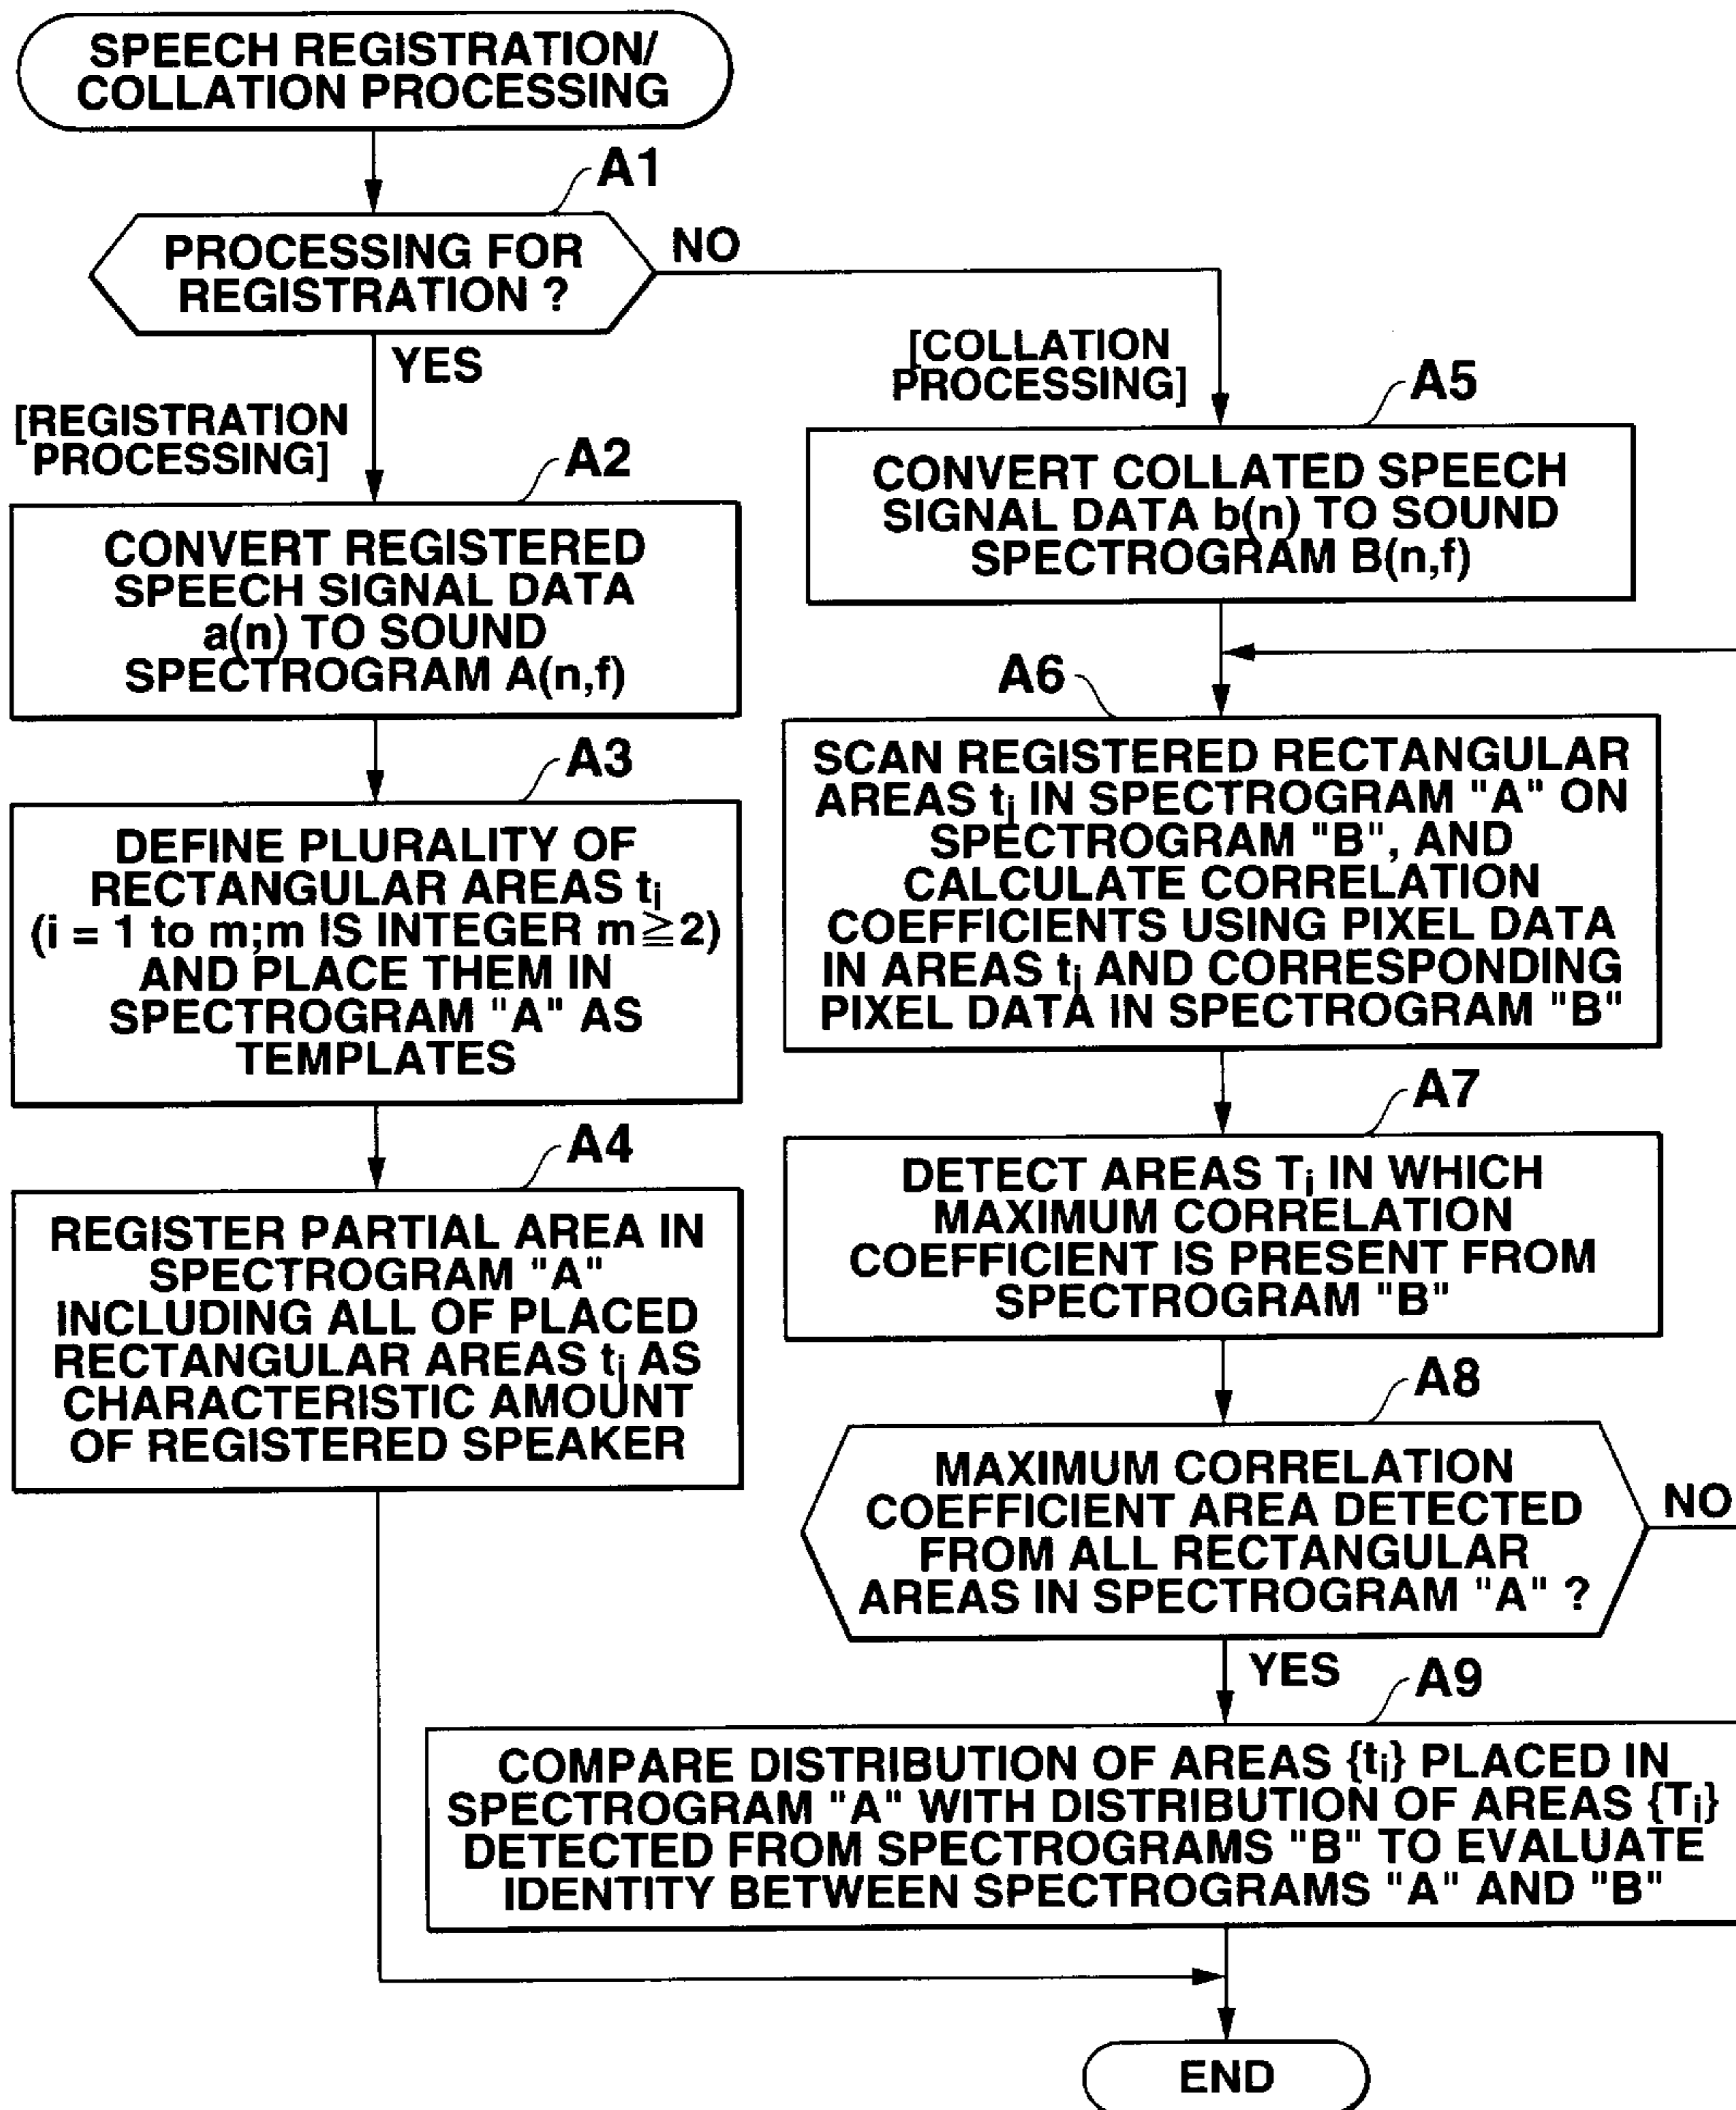 SPEECH REGISTRATION/
COLLATION PROCESSING
A1
PROCESSING FOR
REGISTRATION ?
NO
YES
[REGISTRATION
PROCESSING]
A2
CONVERT REGISTERED
SPEECH SIGNAL DATA
a(n) TO SOUND
SPECTROGRAM A(n,f)
A3
DEFINE PLURALITY OF
RECTANGULAR AREAS ti
(i = 1 to m;m IS INTEGER m≧2)
AND PLACE THEM IN
SPECTROGRAM "A" AS
TEMPLATES
A4
REGISTER PARTIAL AREA IN
SPECTROGRAM "A"
INCLUDING ALL OF PLACED
RECTANGULAR AREAS ti AS
CHARACTERISTIC AMOUNT
OF REGISTERED SPEAKER
[COLLATION
PROCESSING]
A5
CONVERT COLLATED SPEECH
SIGNAL DATA b(n) TO SOUND
SPECTROGRAM B(n,f)
A6
SCAN REGISTERED RECTANGULAR
AREAS ti IN SPECTROGRAM "A" ON
SPECTROGRAM "B", AND
CALCULATE CORRELATION
COEFFICIENTS USING PIXEL DATA
IN AREAS ti AND CORRESPONDING
PIXEL DATA IN SPECTROGRAM "B"
A7
DETECT AREAS Ti IN WHICH
MAXIMUM CORRELATION
COEFFICIENT IS PRESENT FROM
SPECTROGRAM "B"
A8
MAXIMUM CORRELATION
COEFFICIENT AREA DETECTED
FROM ALL RECTANGULAR
AREAS IN SPECTROGRAM "A" ?
NO
YES
A9
COMPARE DISTRIBUTION OF AREAS {ti} PLACED IN
SPECTROGRAM "A" WITH DISTRIBUTION OF AREAS {Ti}
DETECTED FROM SPECTROGRAMS "B" TO EVALUATE
IDENTITY BETWEEN SPECTROGRAMS "A" AND "B"
END